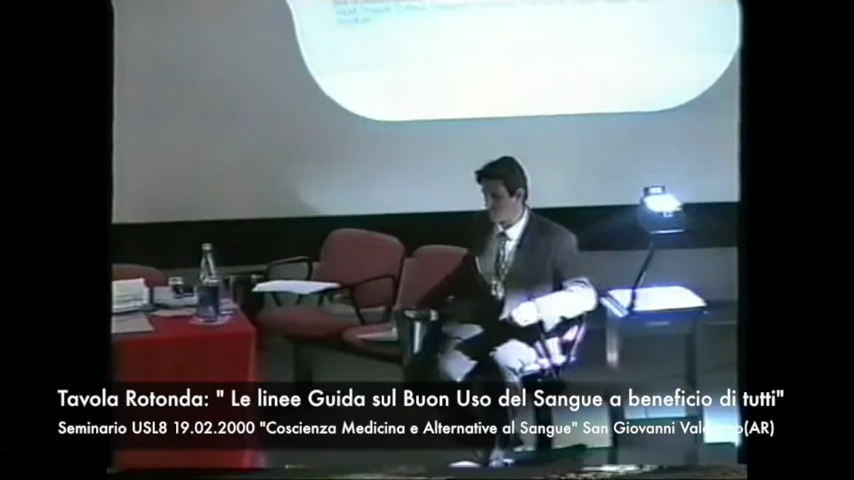 Tavola Rotonda: " Le linee Guida sul Buon Uso del Sangue a beneficio di tutti"
Seminario USL8 19.02.2000 "Coscienza Medicina e Alternative al Sangue" San Giovanni Valdarno(AR)